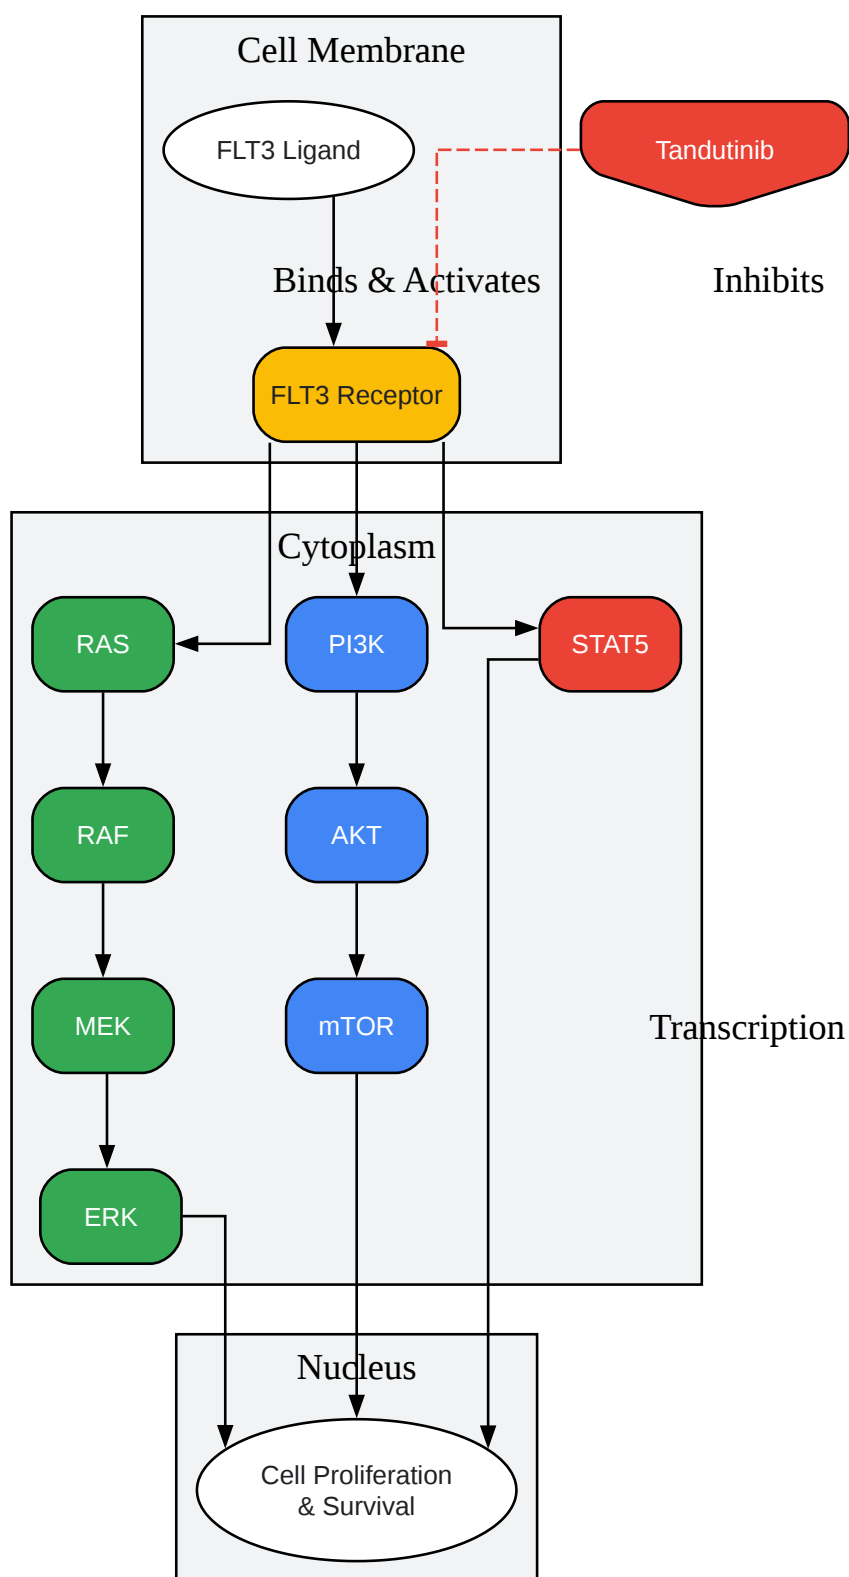 Cell Membrane
FLT3 Ligand
Tandutinib
Binds & Activates
Inhibits
FLT3 Receptor
Cytoplasm
RAS
PI3K
STAT5
RAF
AKT
MEK
mTOR
Transcription
ERK
Nucleus
Cell Proliferation
& Survival